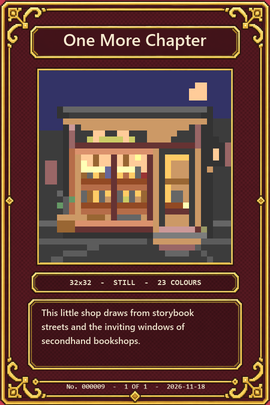 One More Chapter
32x32 - STILL - 23 COLOURS
This little shop draws from storybook
streets and the inviting windows of
secondhand bookshops.
No. 000009 - 1 OF 1 - 2026-11-18